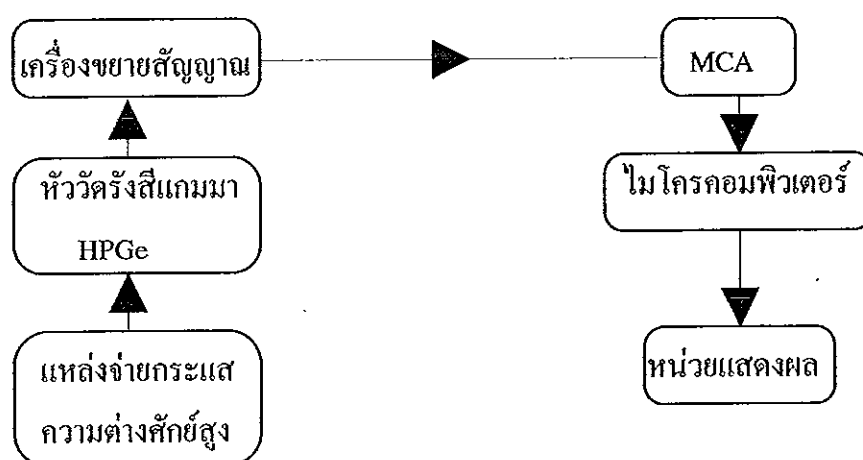 เครื่องขยายสัญญาณ
MCA
หัววัดรังสีแกมมา
HPGe
ไมโครคอมพิวเตอร์
แหล่งจ่ายกระแส
ความต่างศักย์สูง
หน่วยแสดงผล